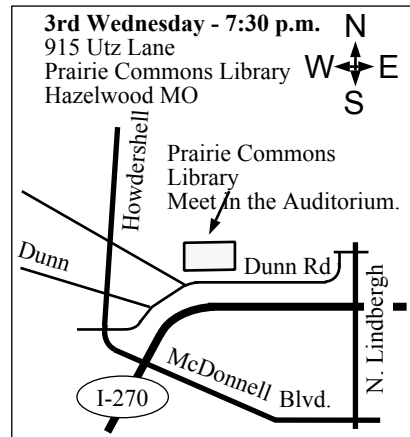 3rd Wednesday - 7:30 p.m.
915 Utz Lane
Prairie Commons Library
Hazelwood MO
N
W E
S
Howdershell
Prairie Commons
Library
Meet in the Auditorium.
Dunn
Dunn Rd
N. Lindbergh
McDonnell Blvd.
I-270